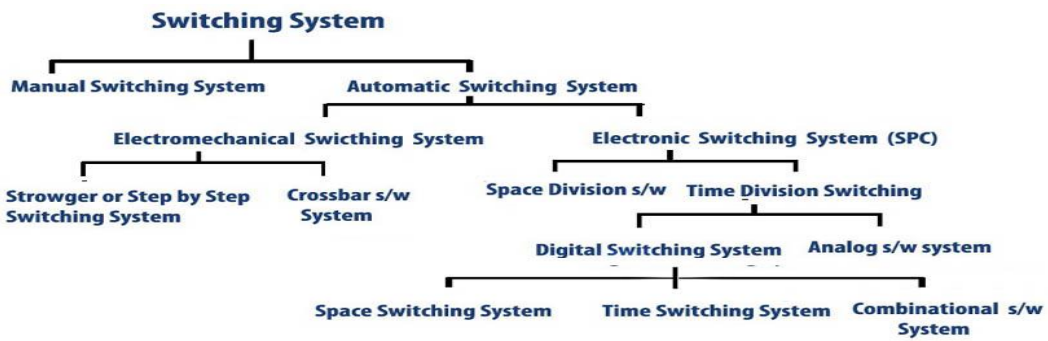 Switching System
Manual Switching System
Automatic Switching System
Electromechanical Swicthing System
Electronic Switching System (SPC)
Strowger or Step by Step
Switching System
Crossbar s/w
System
Space Division s/w
Time Division Switching
Digital Switching System
Analog s/w system
Space Switching System
Time Switching System
Combinational s/w
System